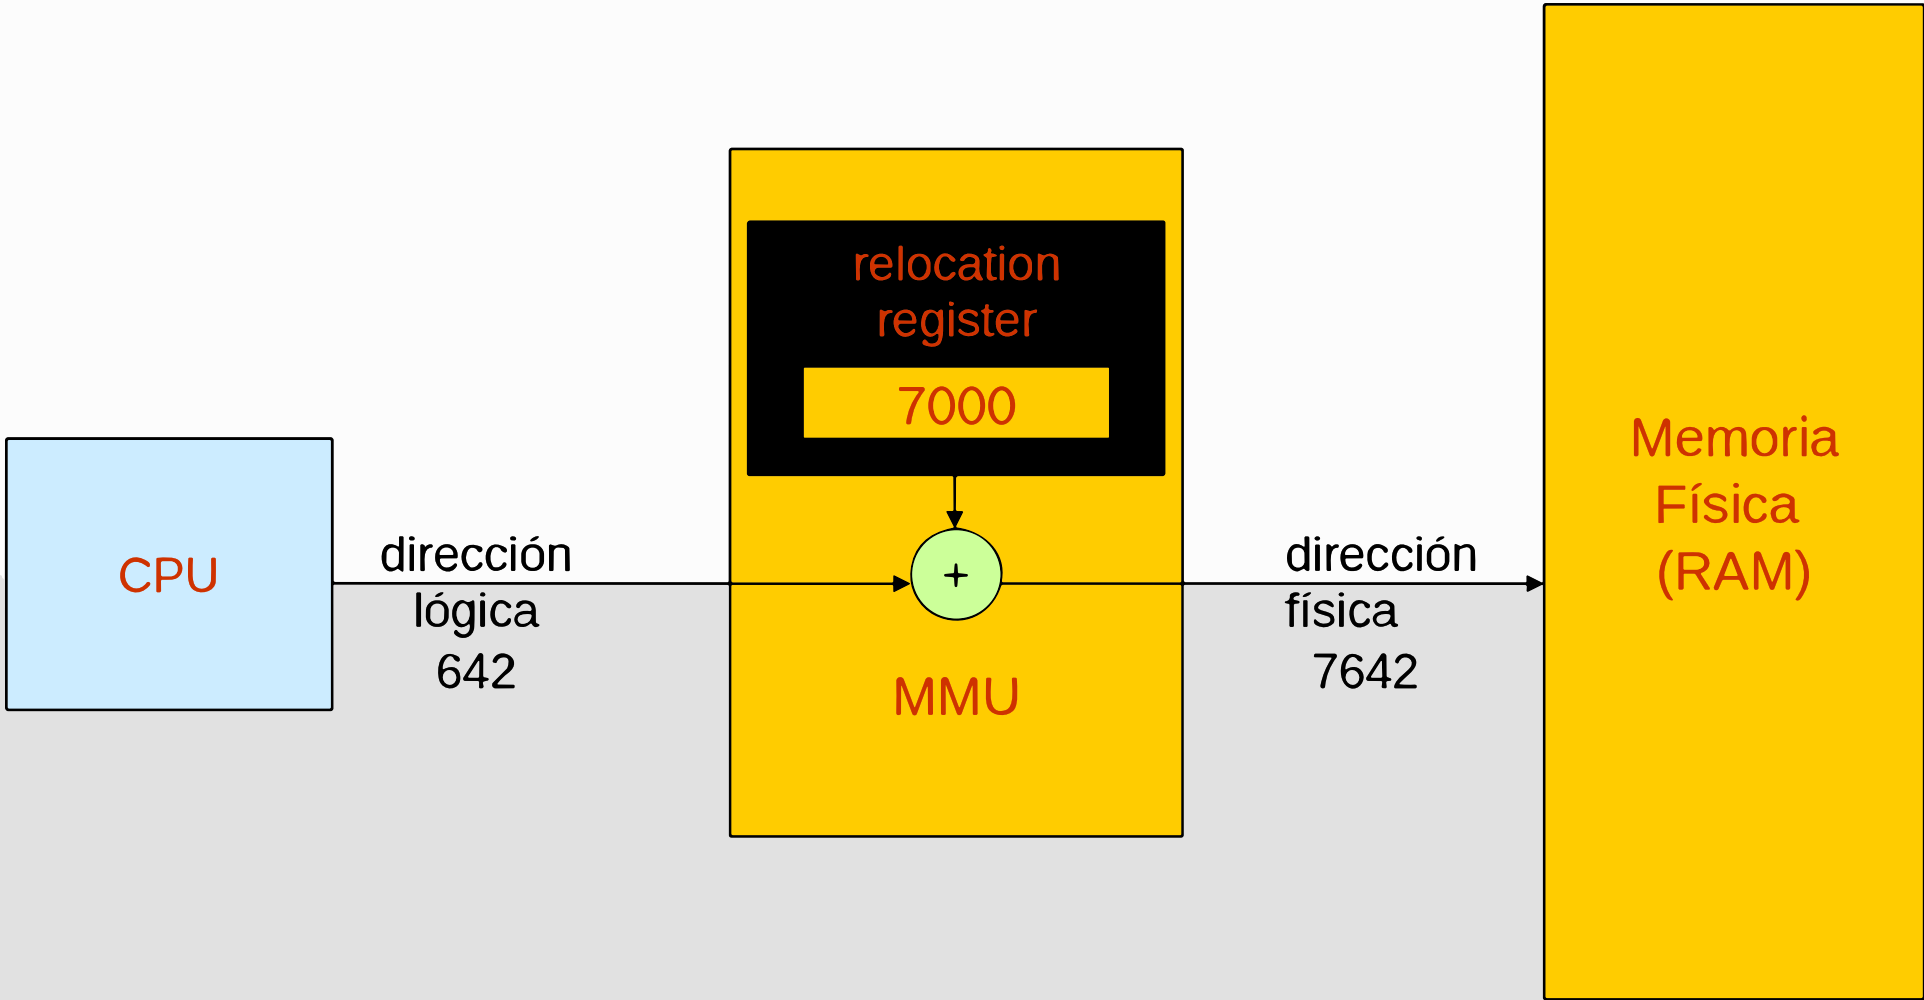 CPU
dirección
lógica
642
relocation
register
7000
+
MMU
dirección
física
7642
Memoria
Física
(RAM)